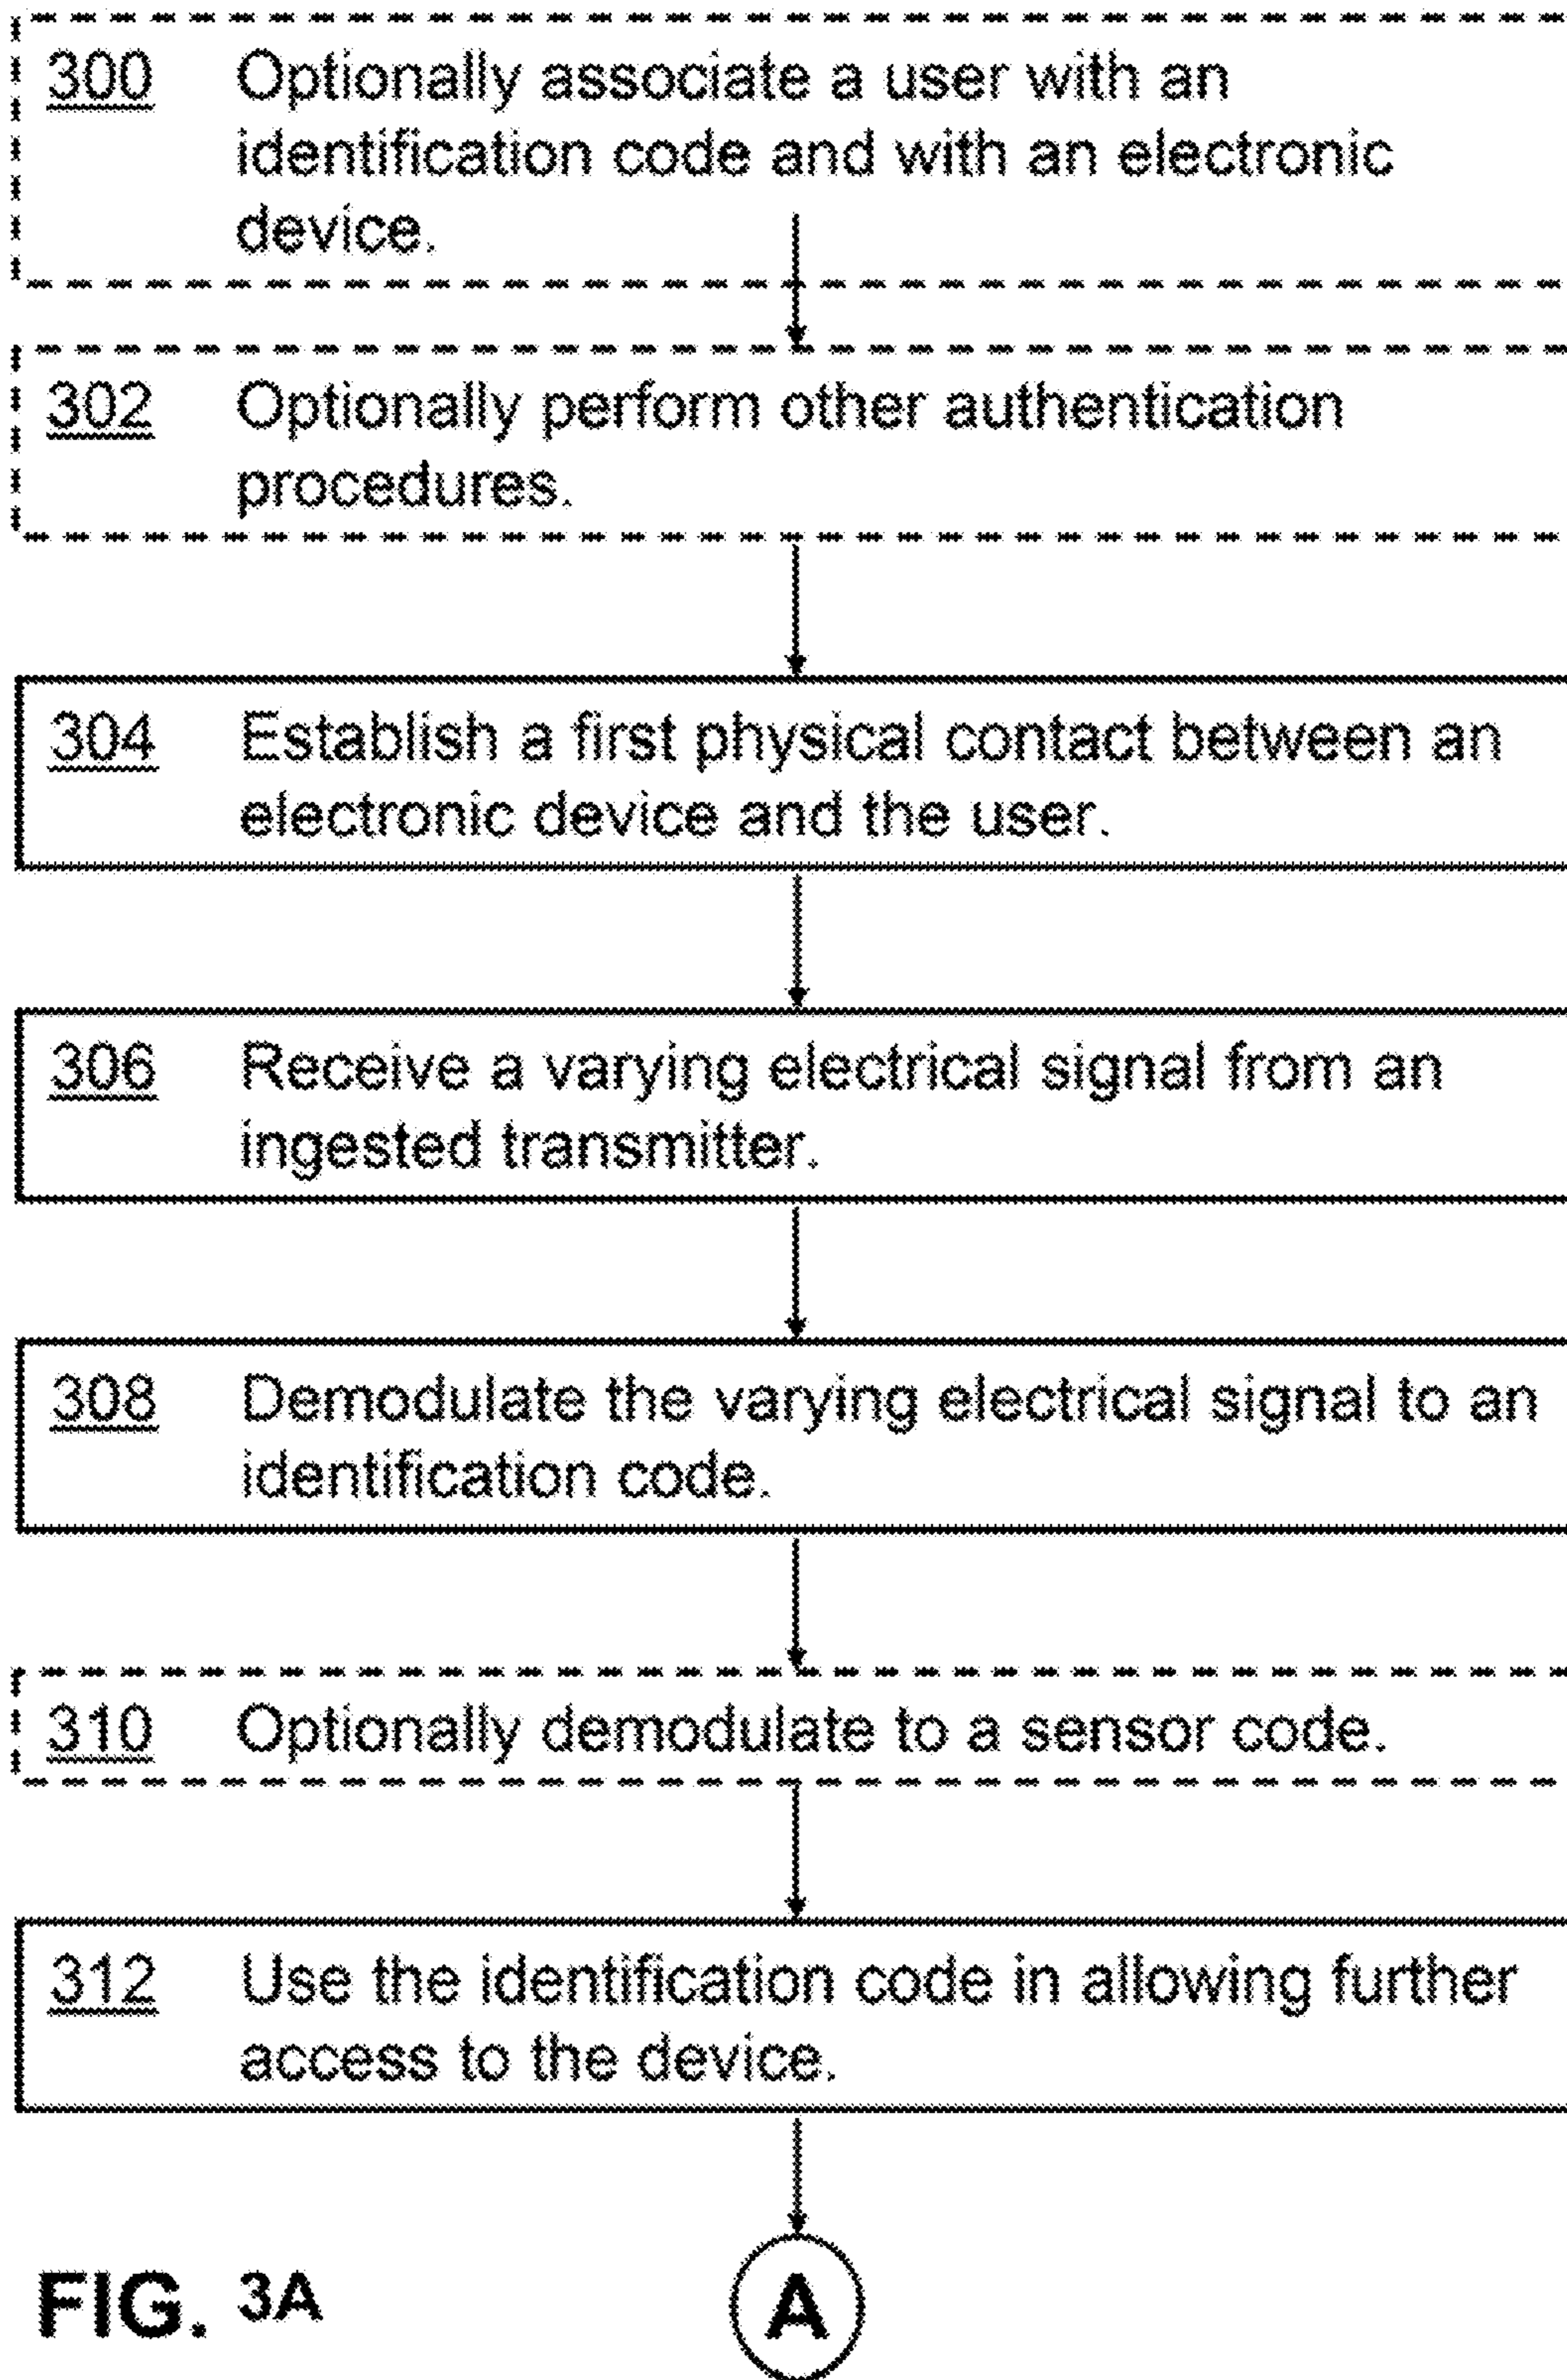 300 Optionally associate a user with an
identification code and with an electronic
device.
302 Optionally perform other authentication
procedures.
304 Establish a first physical contact between an
electronic device and the user.
306 Receive a varying electrical signal from an
ingested transmitter.
308 Demodulate the varying electrical signal to an
identification code.
310 Optionally demodulate to a sensor code.
312 Use the identification code in allowing further
access to the device.
FIG. 3A
A